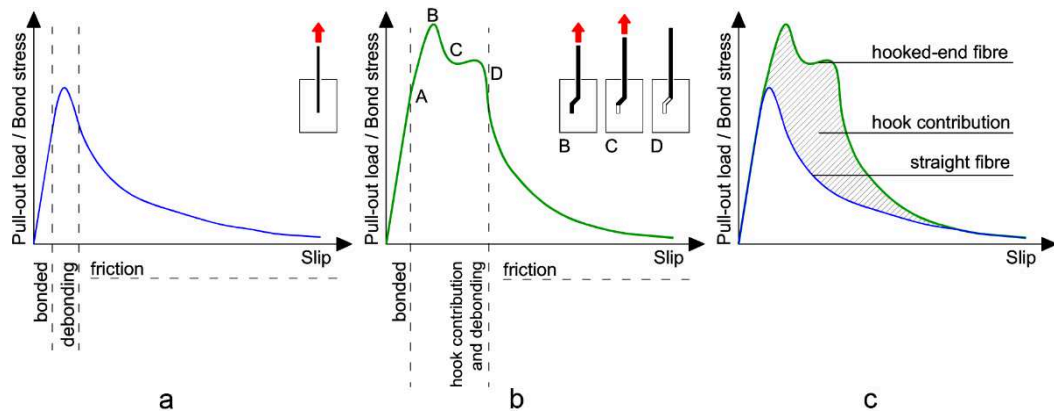 Pull-out load / Bond stress
Slip
bonded
debonding
friction
a
Pull-out load / Bond stress
B
C
D
A
B
C
D
Slip
bonded
hook contribution
and debonding
friction
b
Pull-out load / Bond stress
hooked-end fibre
hook contribution
straight fibre
Slip
c